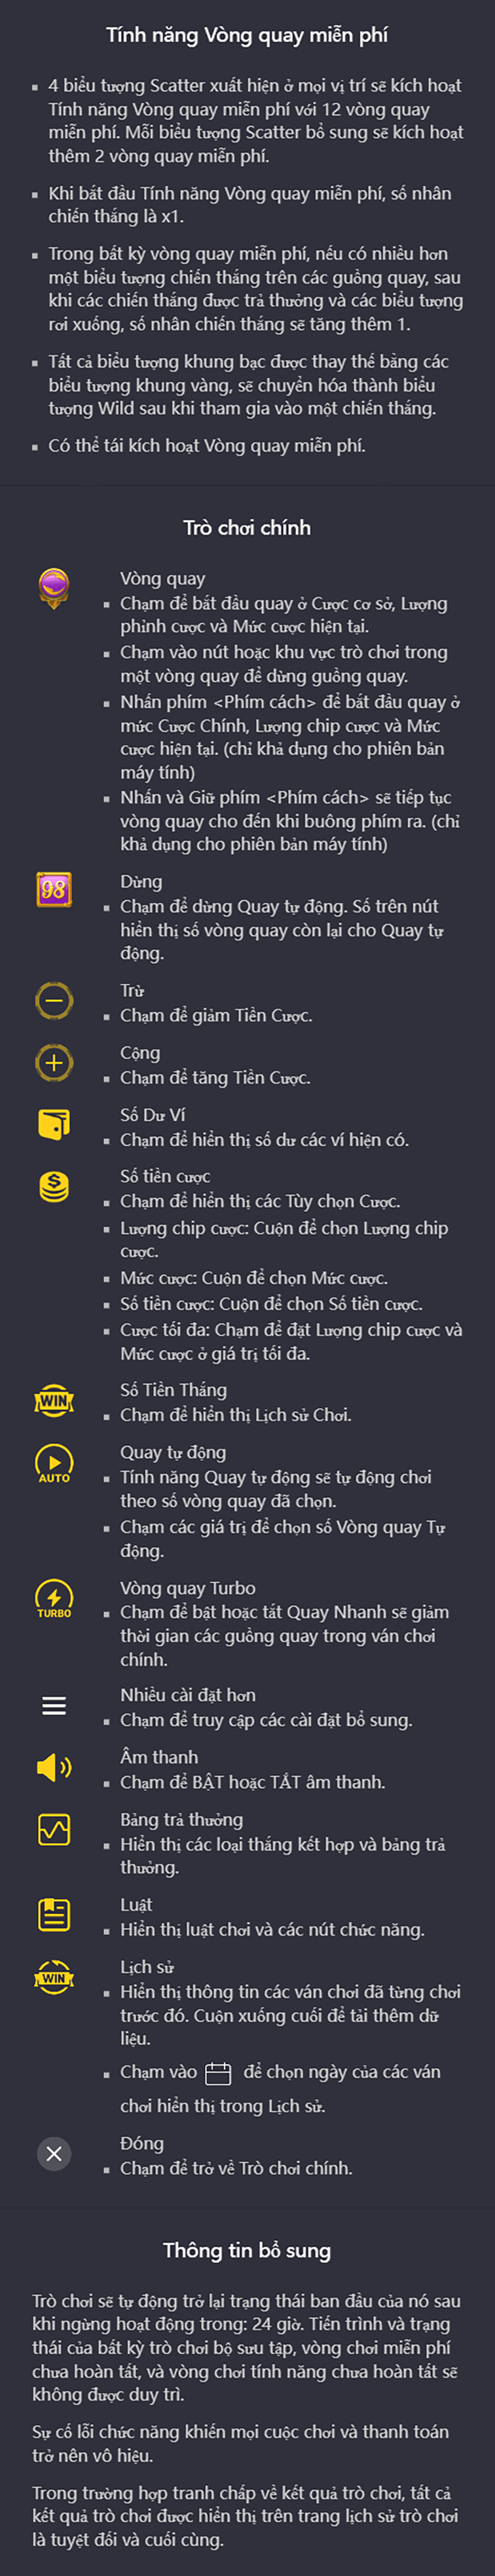 Tính năng Vòng quay miễn phí
4 biểu tượng Scatter xuất hiện ở mọi vị trí sẽ kích hoạt
Tính năng Vòng quay miễn phí với 12 vòng quay
miễn phí. Mỗi biểu tượng Scatter bổ sung sẽ kích hoạt
thêm 2 vòng quay miễn phí.
Khi bắt đầu Tính năng Vòng quay miễn phí, số nhân
chiến thắng là x1.
Trong bất kỳ vòng quay miễn phí, nếu có nhiều hơn
một biểu tượng chiến thắng trên các guồng quay, sau
khi các chiến thắng được trả thưởng và các biểu tượng
rơi xuống, số nhân chiến thắng sẽ tăng thêm 1.
Tất cả biểu tượng khung bạc được thay thế bằng các
biểu tượng khung vàng, sẽ chuyển hóa thành biểu
tượng Wild sau khi tham gia vào một chiến thắng.
Có thể tái kích hoạt Vòng quay miễn phí.
Trò chơi chính
Vòng quay
Chạm để bắt đầu quay ở Cược cơ sở, Lượng
phỉnh cược và Mức cược hiện tại.
Chạm vào nút hoặc khu vực trò chơi trong
một vòng quay để dừng guồng quay.
Nhấn phím <Phím cách> để bắt đầu quay ở
mức Cược Chính, Lượng chip cược và Mức
cược hiện tại. (chỉ khả dụng cho phiên bản
máy tính)
Nhấn và Giữ phím <Phím cách> sẽ tiếp tục
vòng quay cho đến khi buông phím ra. (chỉ
khả dụng cho phiên bản máy tính)
98
Dừng
Chạm để dừng Quay tự động. Số trên nút
hiển thị số vòng quay còn lại cho Quay tự
động.
Trừ
Chạm để giảm Tiền Cược.
Cộng
Chạm để tăng Tiền Cược.
Số Dư Ví
Chạm để hiển thị số dư các ví hiện có.
Số tiền cược
Chạm để hiển thị các Tùy chọn Cược.
Lượng chip cược: Cuộn để chọn Lượng chip
cược.
Mức cược: Cuộn để chọn Mức cược.
Số tiền cược: Cuộn để chọn Số tiền cược.
Cược tối đa: Chạm để đặt Lượng chip cược và
Mức cược ở giá trị tối đa.
WIN
Số Tiền Thắng
Chạm để hiển thị Lịch sử Chơi.
AUTO
Quay tự động
Tính năng Quay tự động sẽ tự động chơi
theo số vòng quay đã chọn.
Chạm các giá trị để chọn số Vòng quay Tự
động.
TURBO
Vòng quay Turbo
Chạm để bật hoặc tắt Quay Nhanh sẽ giảm
thời gian các guồng quay trong ván chơi
chính.
Nhiều cài đặt hơn
Chạm để truy cập các cài đặt bổ sung.
Âm thanh
Chạm để BẬT hoặc TẮT âm thanh.
Bảng trả thưởng
Hiển thị các loại thắng kết hợp và bảng trả
thưởng.
Luật
Hiển thị luật chơi và các nút chức năng.
WIN
Lịch sử
Hiển thị thông tin các ván chơi đã từng chơi
trước đó. Cuộn xuống cuối để tải thêm dữ
liệu.
Chạm vào để chọn ngày của các ván
chơi hiển thị trong Lịch sử.
Đóng
Chạm để trở về Trò chơi chính.
Thông tin bổ sung
Trò chơi sẽ tự động trở lại trạng thái ban đầu của nó sau
khi ngừng hoạt động trong: 24 giờ. Tiến trình và trạng
thái của bất kỳ trò chơi bộ sưu tập, vòng chơi miễn phí
chưa hoàn tất, và vòng chơi tính năng chưa hoàn tất sẽ
không được duy trì.
Sự cố lỗi chức năng khiến mọi cuộc chơi và thanh toán
trở nên vô hiệu.
Trong trường hợp tranh chấp về kết quả trò chơi, tất cả
kết quả trò chơi được hiển thị trên trang lịch sử trò chơi
là tuyệt đối và cuối cùng.